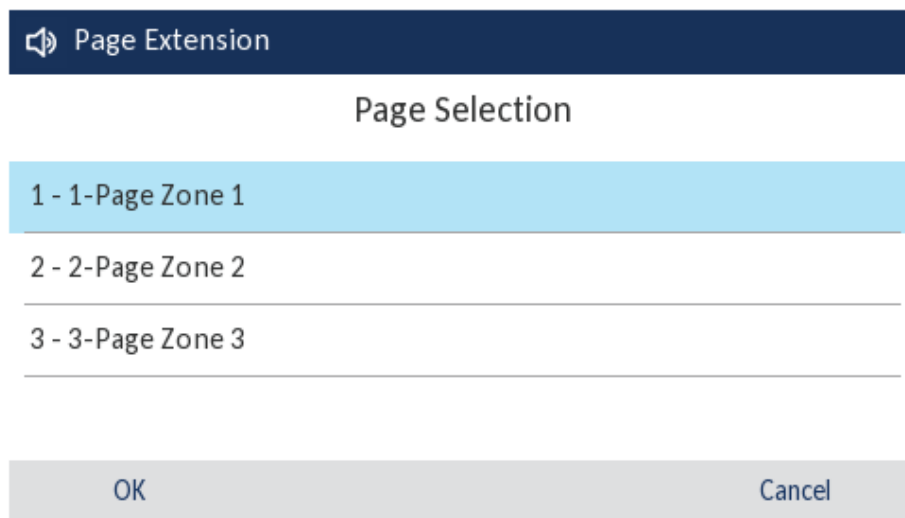 Page Extension
Page Selection
1 - 1-Page Zone 1
2 - 2-Page Zone 2
3 - 3-Page Zone 3
OK Cancel